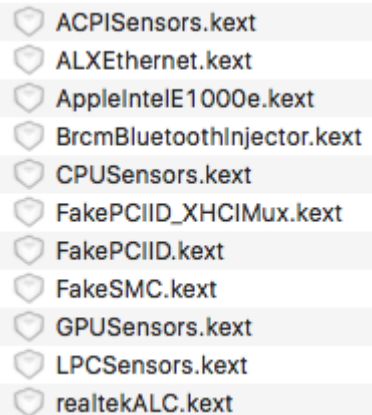 ACPISensors.kext
ALXEthernet.kext
AppleIntelE1000e.kext
BrcmBluetoothInjector.kext
CPUSensors.kext
FakePCIID_XHCIMux.kext
FakePCIID.kext
FakeSMC.kext
GPUSensors.kext
LPCSensors.kext
realtekALC.kext